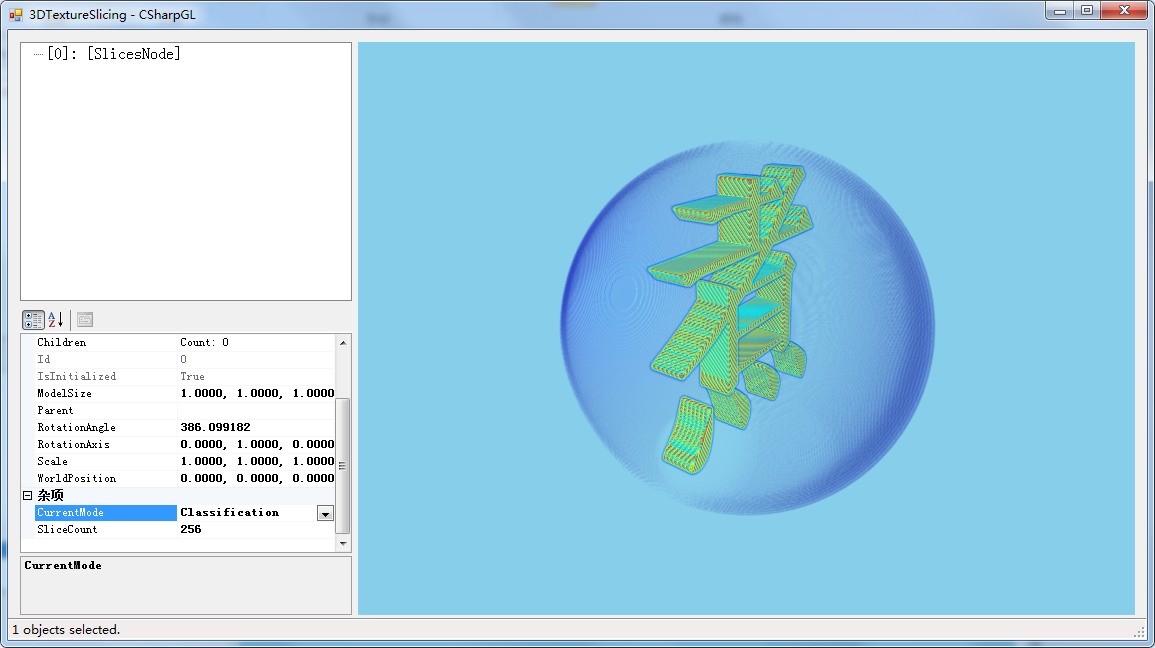 3DTextureSlicing - CSharpGL
[0]: [SlicesNode]
Children Count: 0
Id 0
IsInitialized True
ModelSize 1.0000, 1.0000, 1.0000
Parent
RotationAngle 386.099182
RotationAxis 0.0000, 1.0000, 0.0000
Scale 1.0000, 1.0000, 1.0000
WorldPosition 0.0000, 0.0000, 0.0000
杂项
CurrentMode Classification
SliceCount 256
CurrentMode
1 objects selected.